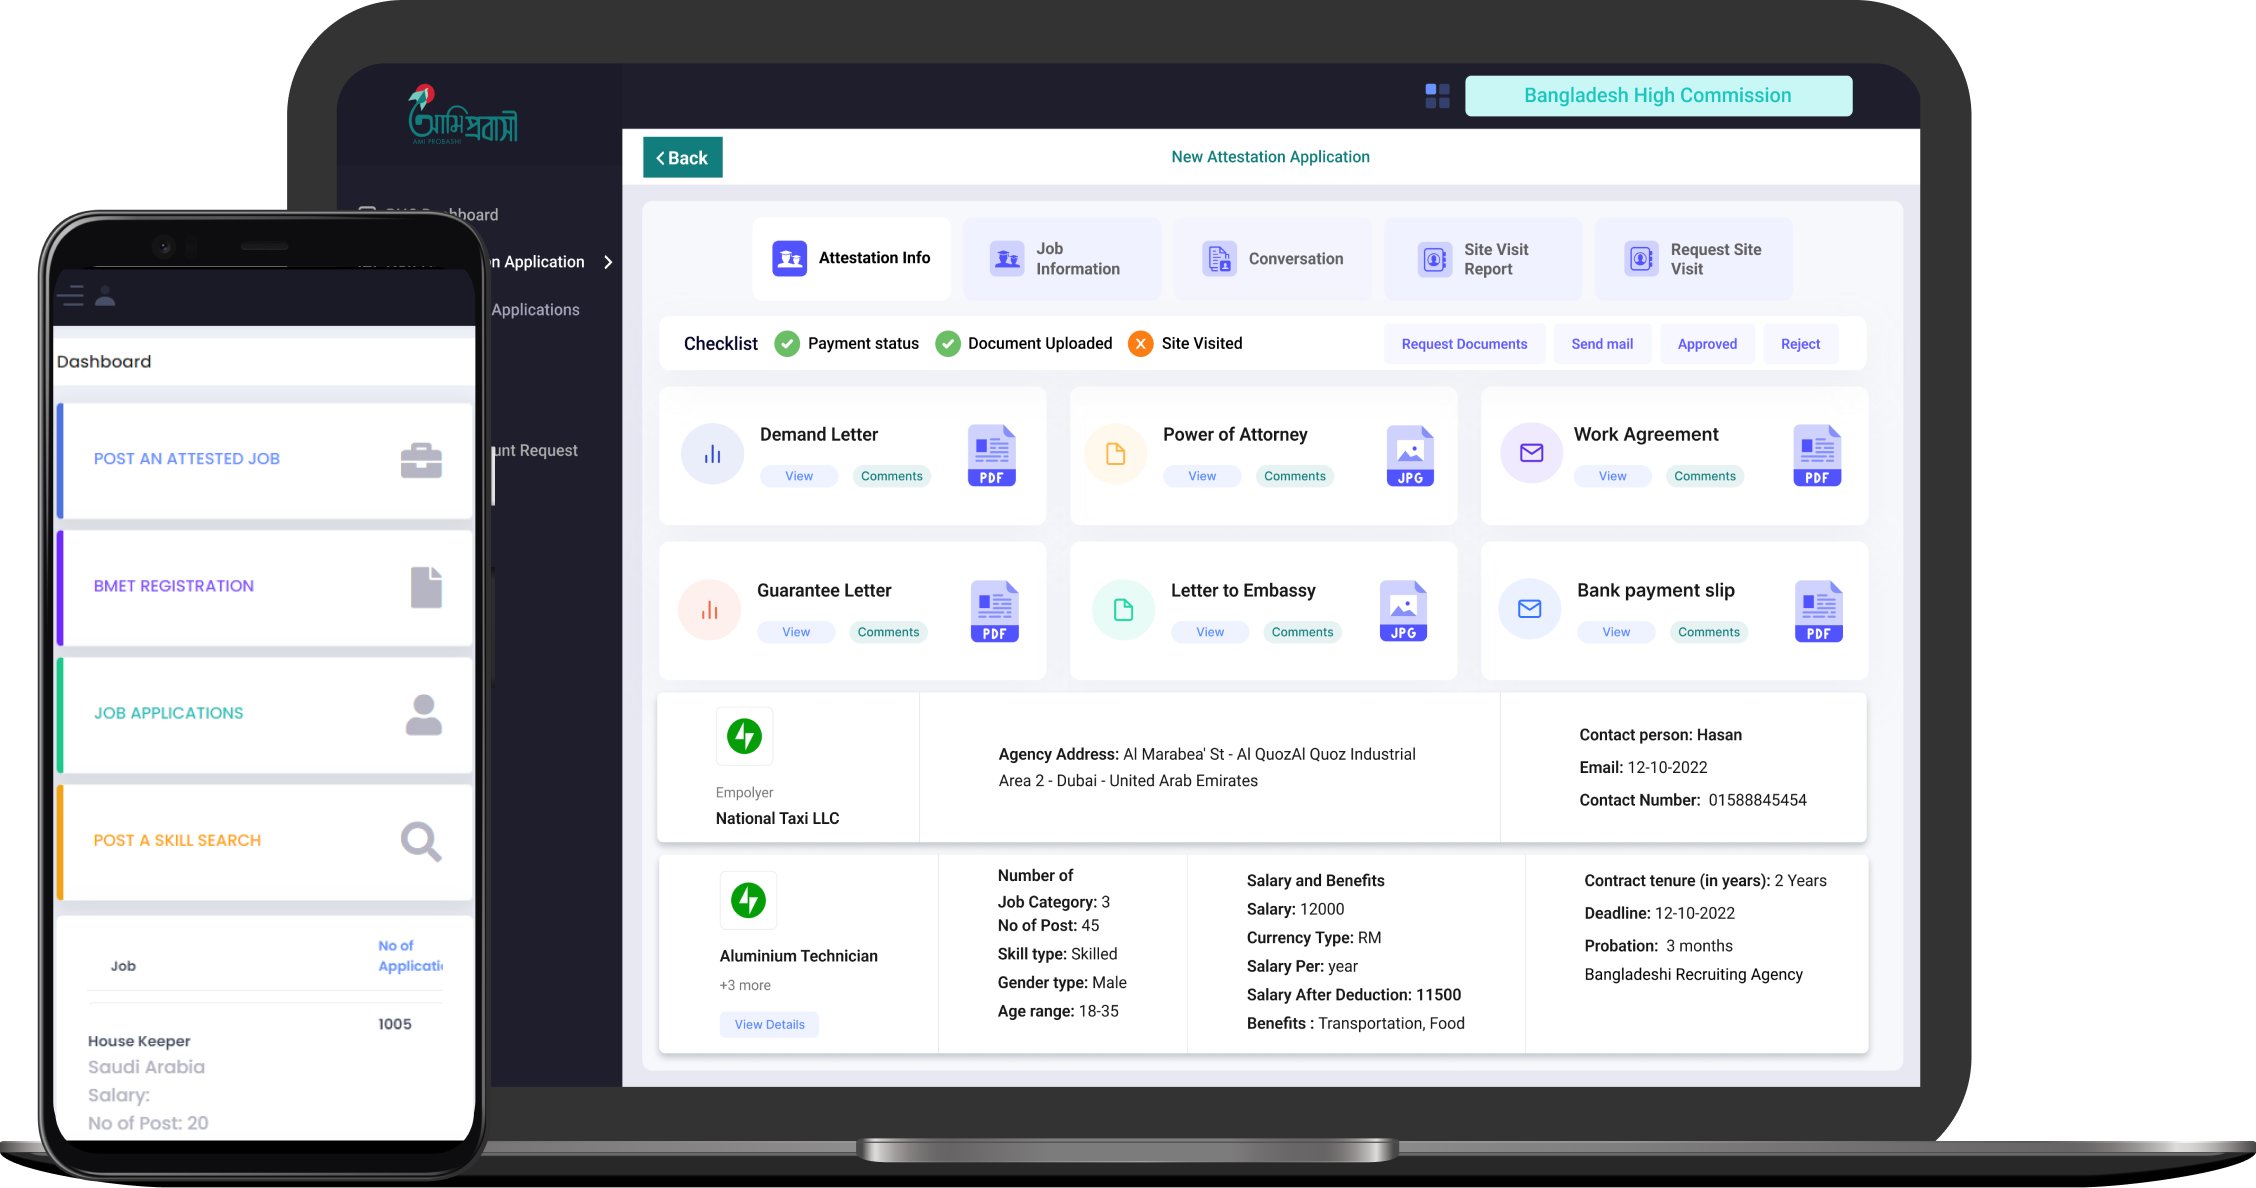 আমি প্রবাসী
AMI PROBASHI
Bangladesh High Commission
Back
New Attestation Application
Dashboard
n Application
Applications
unt Request
Attestation Info
Job
Information
Conversation
Site Visit
Report
Request Site
Visit
Checklist
Payment status
Document Uploaded
Site Visited
Request Documents
Send mail
Approved
Reject
Demand Letter
View
Comments
PDF
Power of Attorney
View
Comments
JPG
Work Agreement
View
Comments
PDF
Guarantee Letter
View
Comments
PDF
Letter to Embassy
View
Comments
JPG
Bank payment slip
View
Comments
PDF
Empolyer
National Taxi LLC
Agency Address: Al Marabea' St - Al QuozAl Quoz Industrial
Area 2 - Dubai - United Arab Emirates
Contact person: Hasan
Email: 12-10-2022
Contact Number: 01588845454
Aluminium Technician
+3 more
View Details
Number of
Job Category: 3
No of Post: 45
Skill type: Skilled
Gender type: Male
Age range: 18-35
Salary and Benefits
Salary: 12000
Currency Type: RM
Salary Per: year
Salary After Deduction: 11500
Benefits : Transportation, Food
Contract tenure (in years): 2 Years
Deadline: 12-10-2022
Probation: 3 months
Bangladeshi Recruiting Agency
Dashboard
POST AN ATTESTED JOB
BMET REGISTRATION
JOB APPLICATIONS
POST A SKILL SEARCH
Job
No of
Applicati
1005
House Keeper
Saudi Arabia
Salary:
No of Post: 20